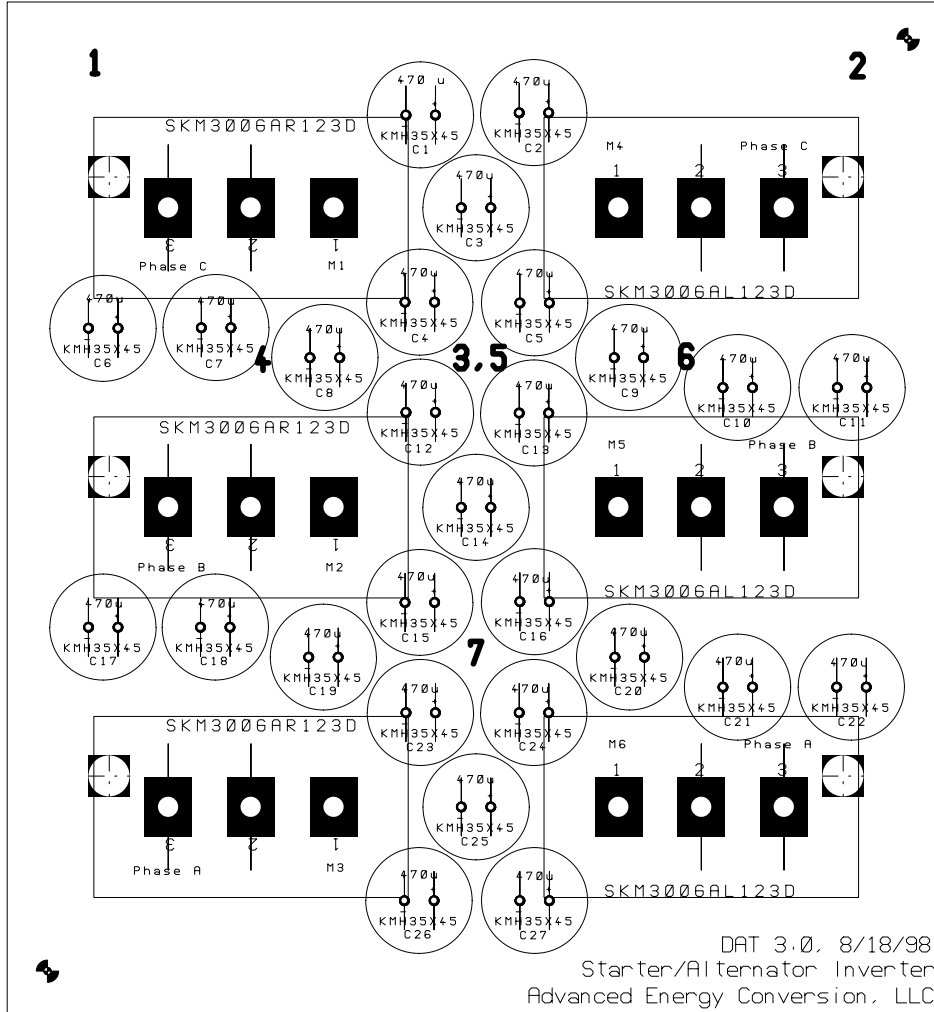 1
2
470 u
KMH35X45
C1
470u
KMH35X45
C2
SKM3006AR123D
3
2
1
Phase C
M1
470u
KMH35X45
C3
M4
Phase C
1
2
3
SKM3006AL123D
470u
KMH35X45
C4
470u
KMH35X45
C5
470u
KMH35X45
C6
470u
KMH35X45
C7
4
470u
KMH35X45
C8
3,5
470u
KMH35X45
C9
6
470u
KMH35X45
C10
470u
KMH35X45
C11
470u
KMH35X45
C12
470u
KMH35X45
C13
SKM3006AR123D
3
2
1
Phase B
M2
470u
KMH35X45
C14
M5
Phase B
1
2
3
SKM3006AL123D
470u
KMH35X45
C15
470u
KMH35X45
C16
470u
KMH35X45
C17
470u
KMH35X45
C18
470u
KMH35X45
C19
7
470u
KMH35X45
C20
470u
KMH35X45
C21
470u
KMH35X45
C22
470u
KMH35X45
C23
470u
KMH35X45
C24
SKM3006AR123D
3
2
1
Phase A
M3
470u
KMH35X45
C25
M6
Phase A
1
2
3
SKM3006AL123D
470u
KMH35X45
C26
470u
KMH35X45
C27
DAT 3.0, 8/18/98
Starter/Alternator Inverter
Advanced Energy Conversion, LLC